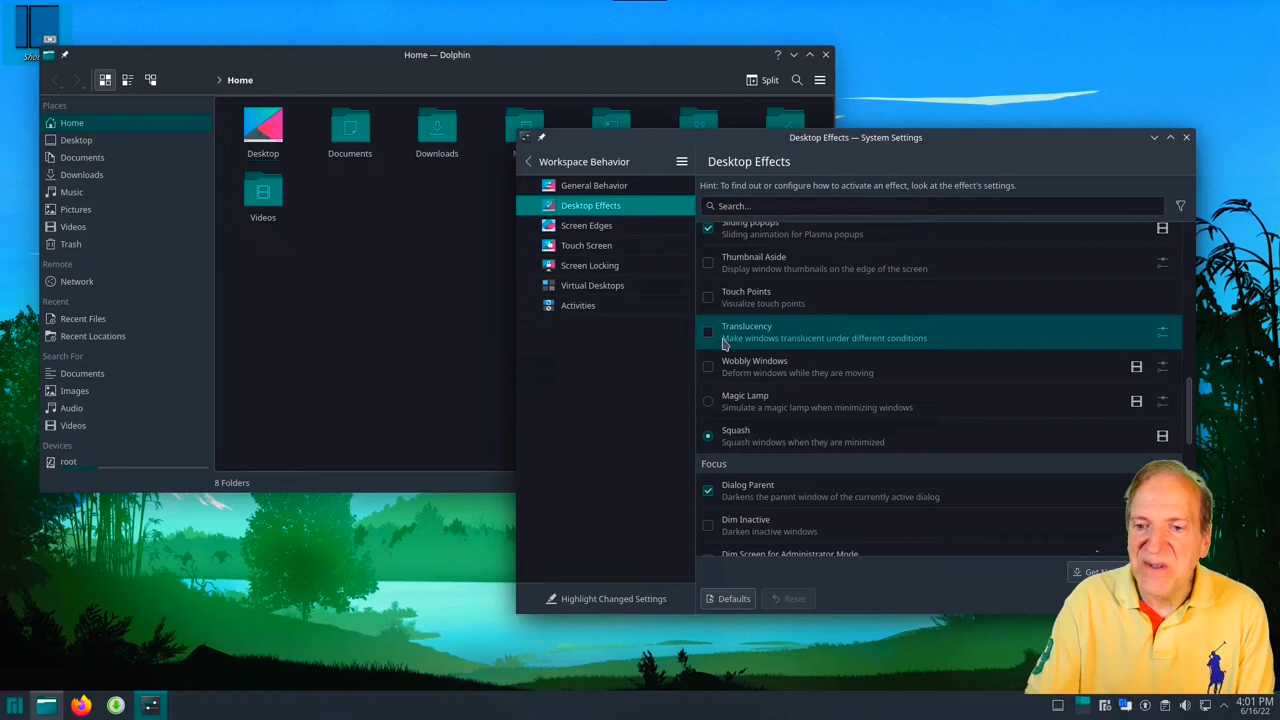 Home — Dolphin
Home
Split
Places
Home
Desktop
Documents
Downloads
Music
Pictures
Videos
Trash
Remote
Network
Recent
Recent Files
Recent Locations
Search For
Documents
Images
Audio
Videos
Devices
root
Desktop
Documents
Downloads
Videos
8 Folders
Desktop Effects — System Settings
Workspace Behavior
General Behavior
Desktop Effects
Screen Edges
Touch Screen
Screen Locking
Virtual Desktops
Activities
Highlight Changed Settings
Desktop Effects
Hint: To find out or configure how to activate an effect, look at the effect's settings.
Search...
Sliding popups
Sliding animation for Plasma popups
Thumbnail Aside
Display window thumbnails on the edge of the screen
Touch Points
Visualize touch points
Translucency
Make windows translucent under different conditions
Wobbly Windows
Deform windows while they are moving
Magic Lamp
Simulate a magic lamp when minimizing windows
Squash
Squash windows when they are minimized
Focus
Dialog Parent
Darkens the parent window of the currently active dialog
Dim Inactive
Darken inactive windows
Dim Screen for Administrator Mode
Get
Defaults
Reset
4:01 PM
6/16/22